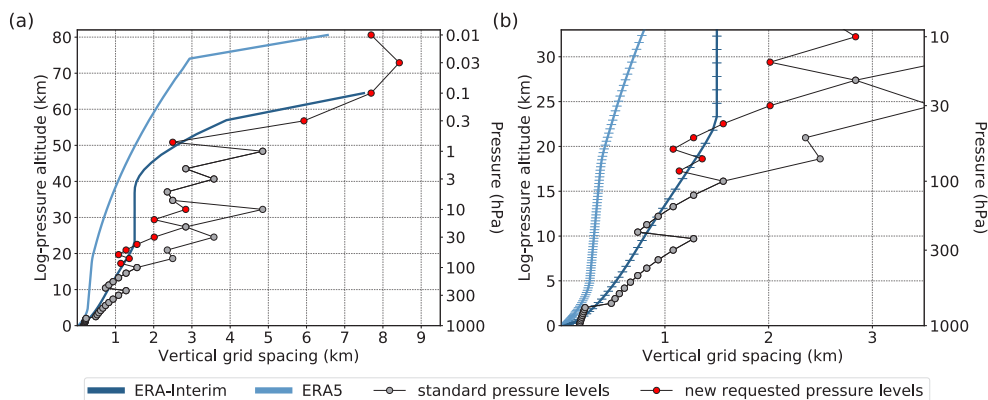 (a)
(b)
Log-pressure altitude (km)
80
70
60
50
40
30
20
10
0
1 2 3 4 5 6 7 8 9
Vertical grid spacing (km)
0.01
0.03
0.1
0.3
1
3
10
30
100
300
1000
Pressure (hPa)
Log-pressure altitude (km)
30
25
20
15
10
5
0
1 2 3
Vertical grid spacing (km)
10
30
100
300
1000
Pressure (hPa)
ERA-Interim ERA5 standard pressure levels new requested pressure levels